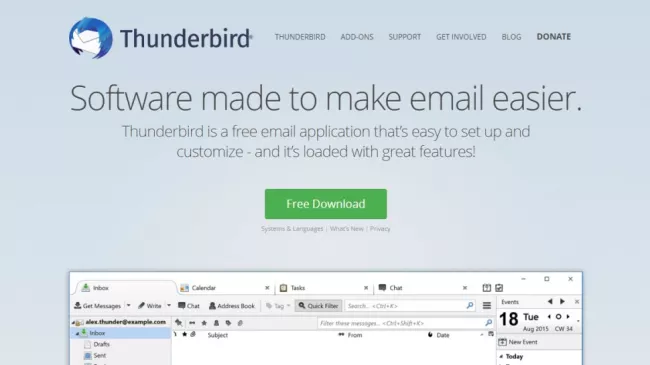 Thunderbird®
THUNDERBIRD ADD-ONS SUPPORT GET INVOLVED BLOG DONATE
Software made to make email easier.
Thunderbird is a free email application that's easy to set up and
customize - and it's loaded with great features!
Free Download
Systems & Languages | What's New | Privacy
Inbox × Calendar × Tasks × Chat ×
Get Messages Write Chat Address Book Tag Quick Filter Search... <Ctrl+K>
Events
alex.thunder@example.com
Filter these messages... <Ctrl+Shift+K>
18 Tue
Aug 2015 CW 34
Inbox
Subject From Date
New Event
Drafts
Sent
Today